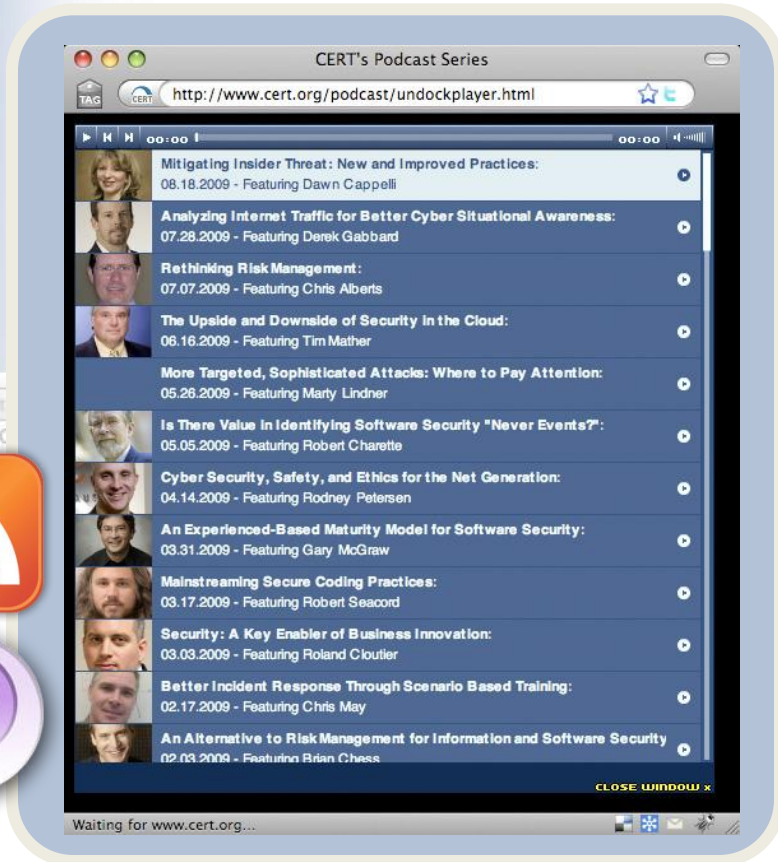 CERT's Podcast Series
TAG
CERT
http://www.cert.org/podcast/undockplayer.html
00:00
00:00
Mitigating Insider Threat: New and Improved Practices:
08.18.2009 - Featuring Dawn Cappelli
Analyzing Internet Traffic for Better Cyber Situational Awareness:
07.28.2009 - Featuring Derek Gabbard
Rethinking Risk Management:
07.07.2009 - Featuring Chris Alberts
The Upside and Downside of Security in the Cloud:
06.16.2009 - Featuring Tim Mather
More Targeted, Sophisticated Attacks: Where to Pay Attention:
05.26.2009 - Featuring Marty Lindner
Is There Value in Identifying Software Security "Never Events?":
05.05.2009 - Featuring Robert Charette
Cyber Security, Safety, and Ethics for the Net Generation:
04.14.2009 - Featuring Rodney Petersen
An Experienced-Based Maturity Model for Software Security:
03.31.2009 - Featuring Gary McGraw
Mainstreaming Secure Coding Practices:
03.17.2009 - Featuring Robert Seacord
Security: A Key Enabler of Business Innovation:
03.03.2009 - Featuring Roland Cloutier
Better Incident Response Through Scenario Based Training:
02.17.2009 - Featuring Chris May
An Alternative to Risk Management for Information and Software Security
02.03.2009 - Featuring Brian Chess
CLOSE WINDOW x
Waiting for www.cert.org...